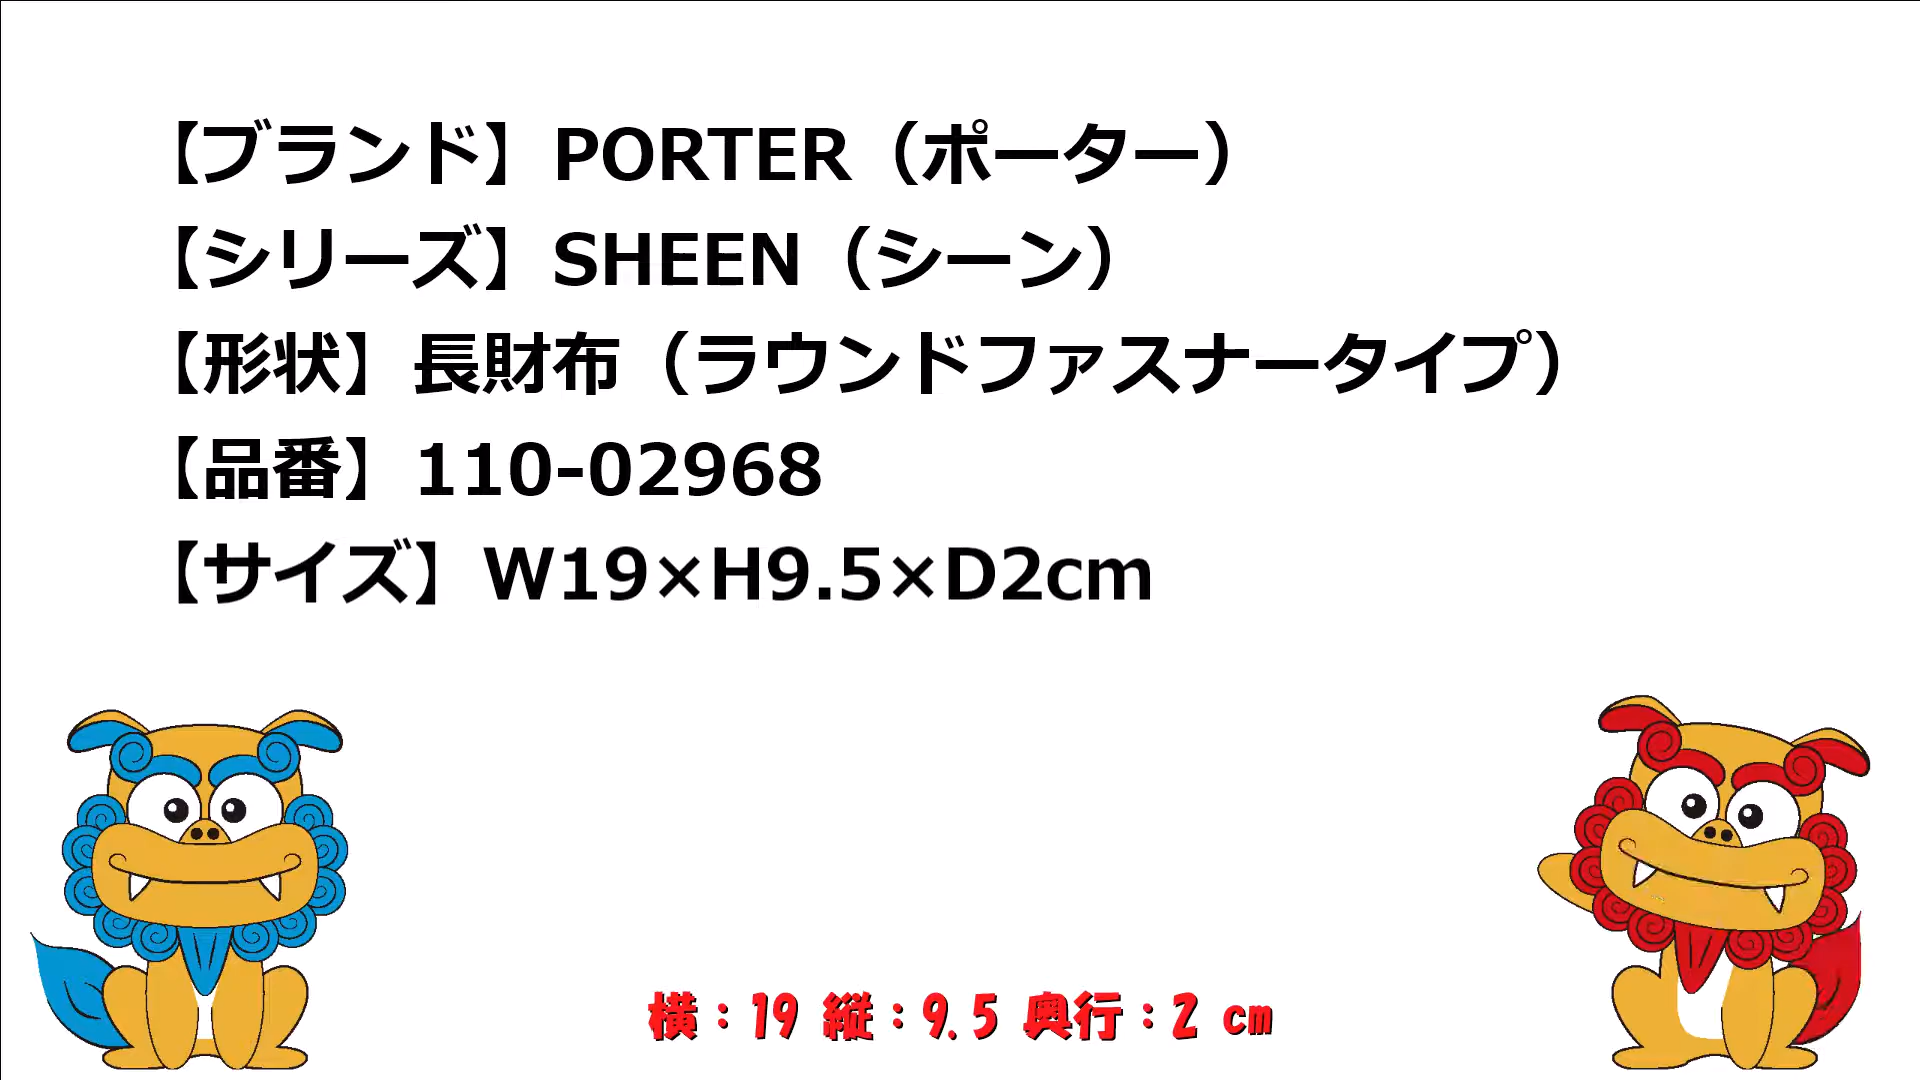 【ブランド】PORTER（ポーター）
【シリーズ】SHEEN（シーン）
【形状】長財布（ラウンドファスナータイプ）
【品番】110-02968
【サイズ】W19×H9.5×D2cm
横：19 縦：9.5 奥行：2 cm